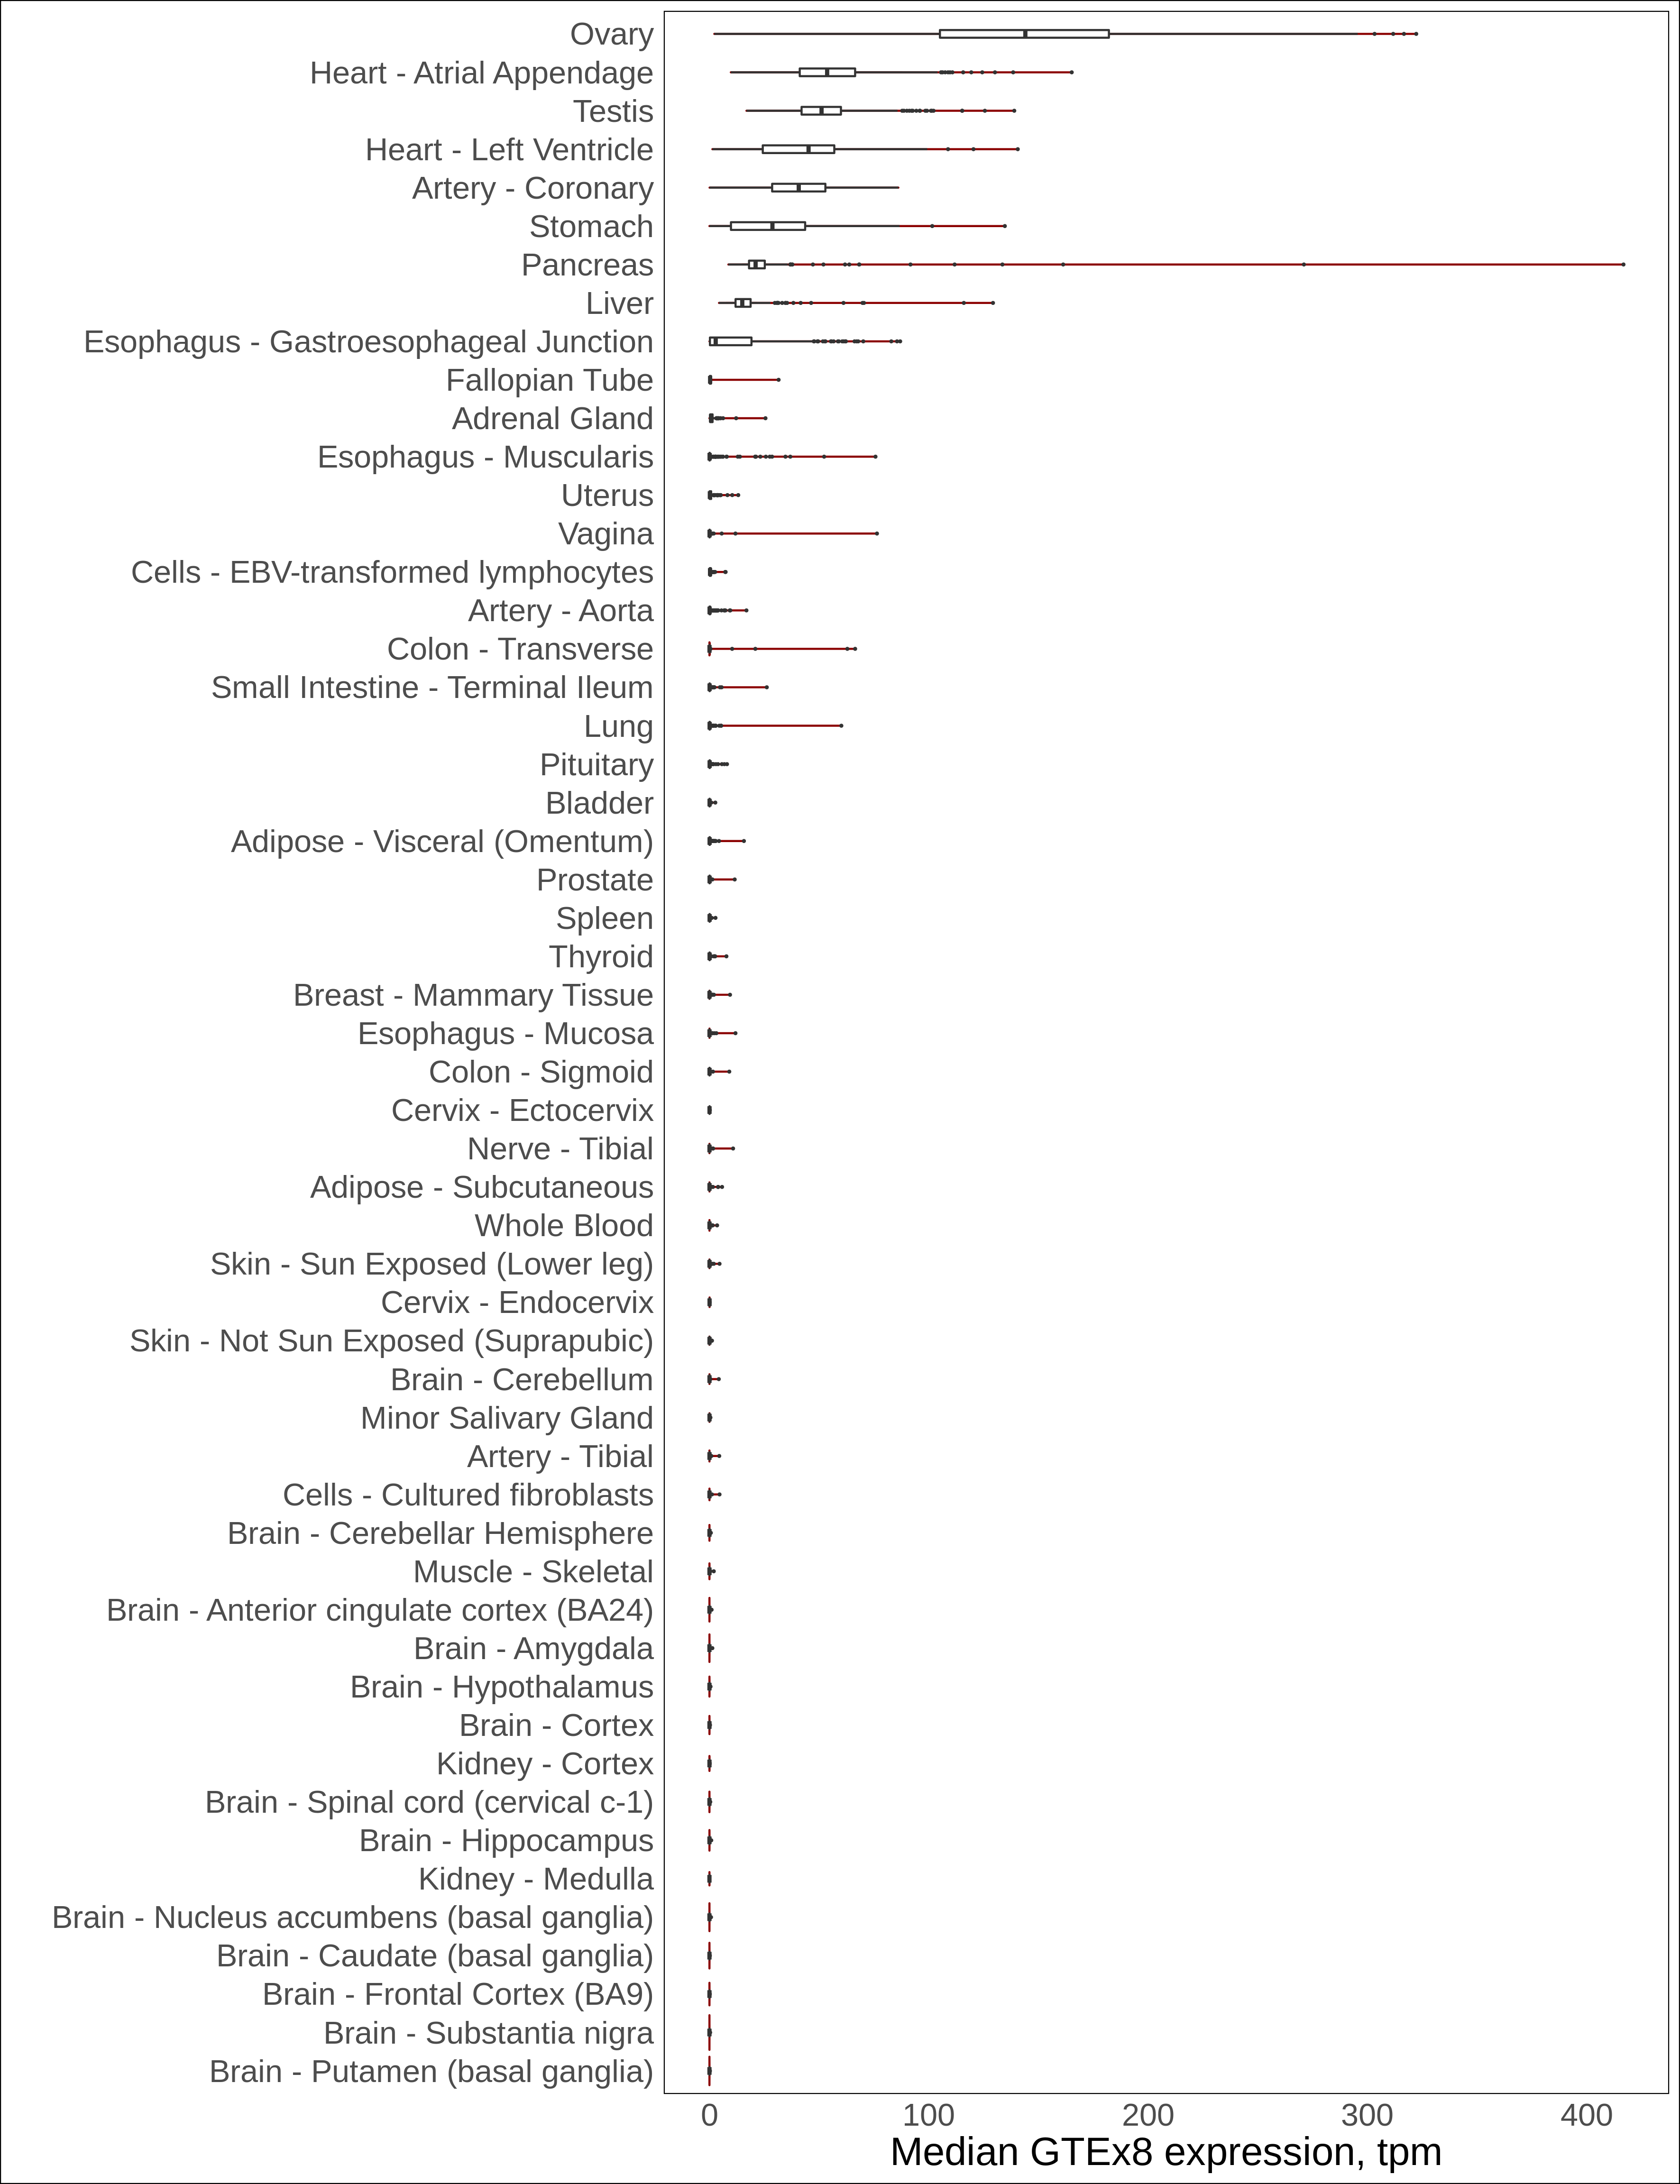 Ovary
Heart - Atrial Appendage
Testis
Heart - Left Ventricle
Artery - Coronary
Stomach
Pancreas
Liver
Esophagus - Gastroesophageal Junction
Fallopian Tube
Adrenal Gland
Esophagus - Muscularis
Uterus
Vagina
Cells - EBV-transformed lymphocytes
Artery - Aorta
Colon - Transverse
Small Intestine - Terminal Ileum
Lung
Pituitary
Bladder
Adipose - Visceral (Omentum)
Prostate
Spleen
Thyroid
Breast - Mammary Tissue
Esophagus - Mucosa
Colon - Sigmoid
Cervix - Ectocervix
Nerve - Tibial
Adipose - Subcutaneous
Whole Blood
Skin - Sun Exposed (Lower leg)
Cervix - Endocervix
Skin - Not Sun Exposed (Suprapubic)
Brain - Cerebellum
Minor Salivary Gland
Artery - Tibial
Cells - Cultured fibroblasts
Brain - Cerebellar Hemisphere
Muscle - Skeletal
Brain - Anterior cingulate cortex (BA24)
Brain - Amygdala
Brain - Hypothalamus
Brain - Cortex
Kidney - Cortex
Brain - Spinal cord (cervical c-1)
Brain - Hippocampus
Kidney - Medulla
Brain - Nucleus accumbens (basal ganglia)
Brain - Caudate (basal ganglia)
Brain - Frontal Cortex (BA9)
Brain - Substantia nigra
Brain - Putamen (basal ganglia)
0 100 200 300 400
Median GTEx8 expression, tpm